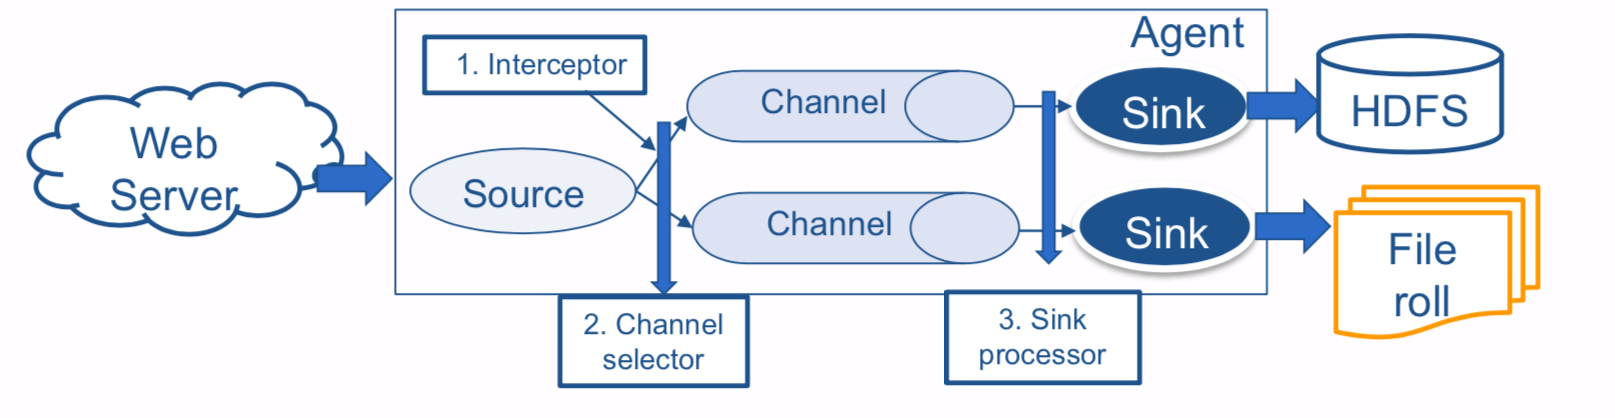 Agent
1. Interceptor
Web
Server
Source
Channel
Channel
Sink
Sink
HDFS
File
roll
2. Channel
selector
3. Sink
processor